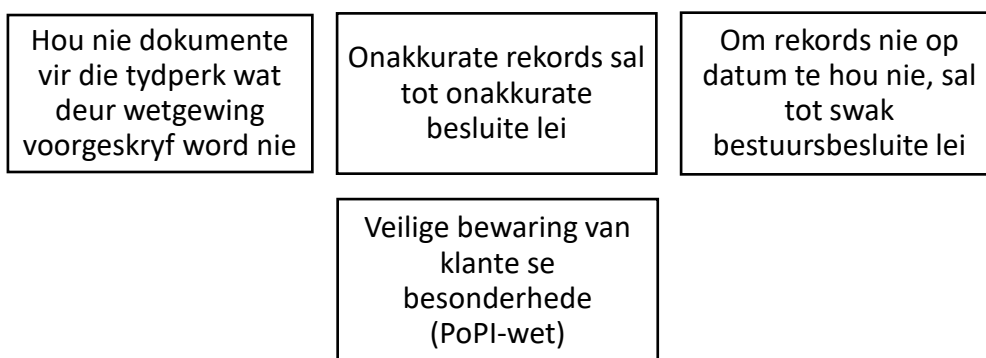 Hou nie dokumente
vir die tydperk wat
deur wetgewing
voorgeskryf word nie
Onakkurate rekords sal
tot onakkurate
besluite lei
Om rekords nie op
datum te hou nie, sal
tot swak
bestuursbesluite lei
Veilige bewaring van
klante se
besonderhede
(PoPI-wet)